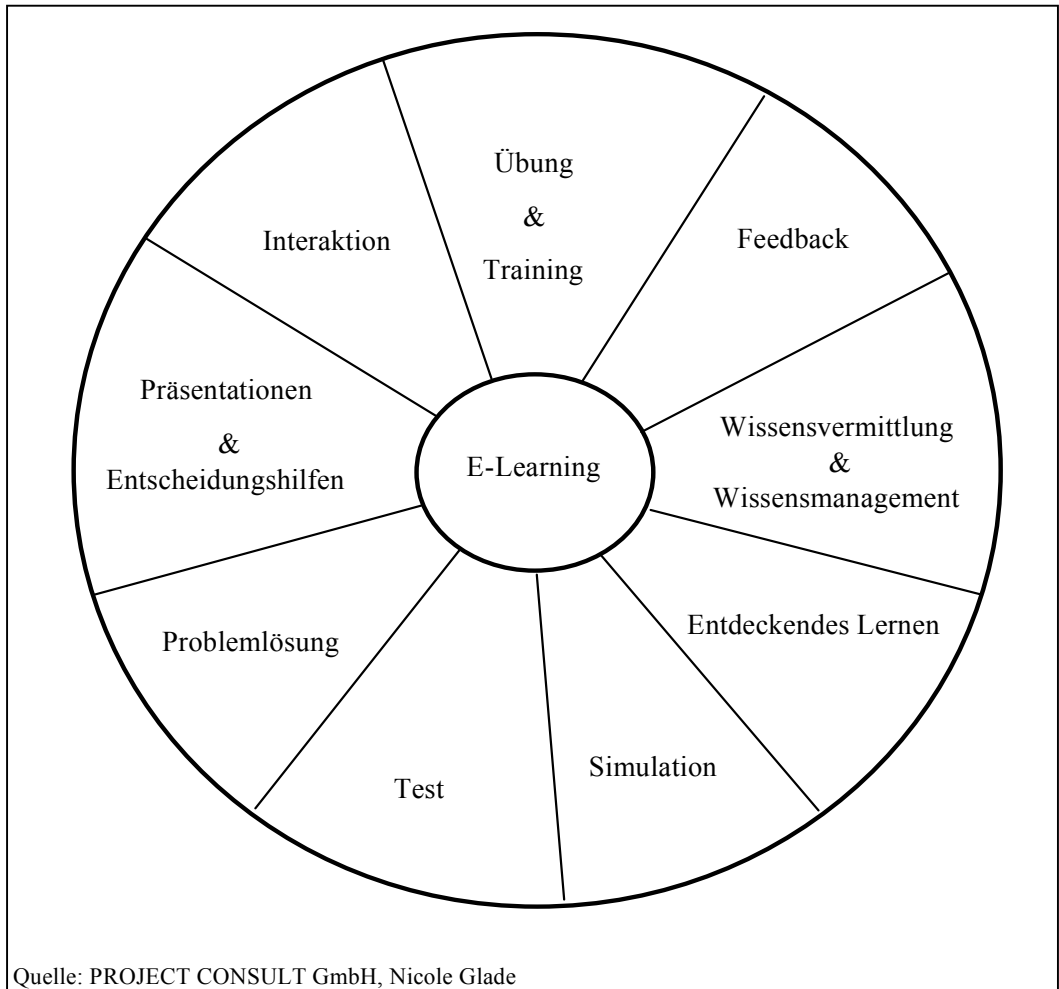 Übung
&
Training
Feedback
Interaktion
Präsentationen
&
Entscheidungshilfen
E-Learning
Wissensvermittlung
&
Wissensmanagement
Entdeckendes Lernen
Problemlösung
Simulation
Test
Quelle: PROJECT CONSULT GmbH, Nicole Glade